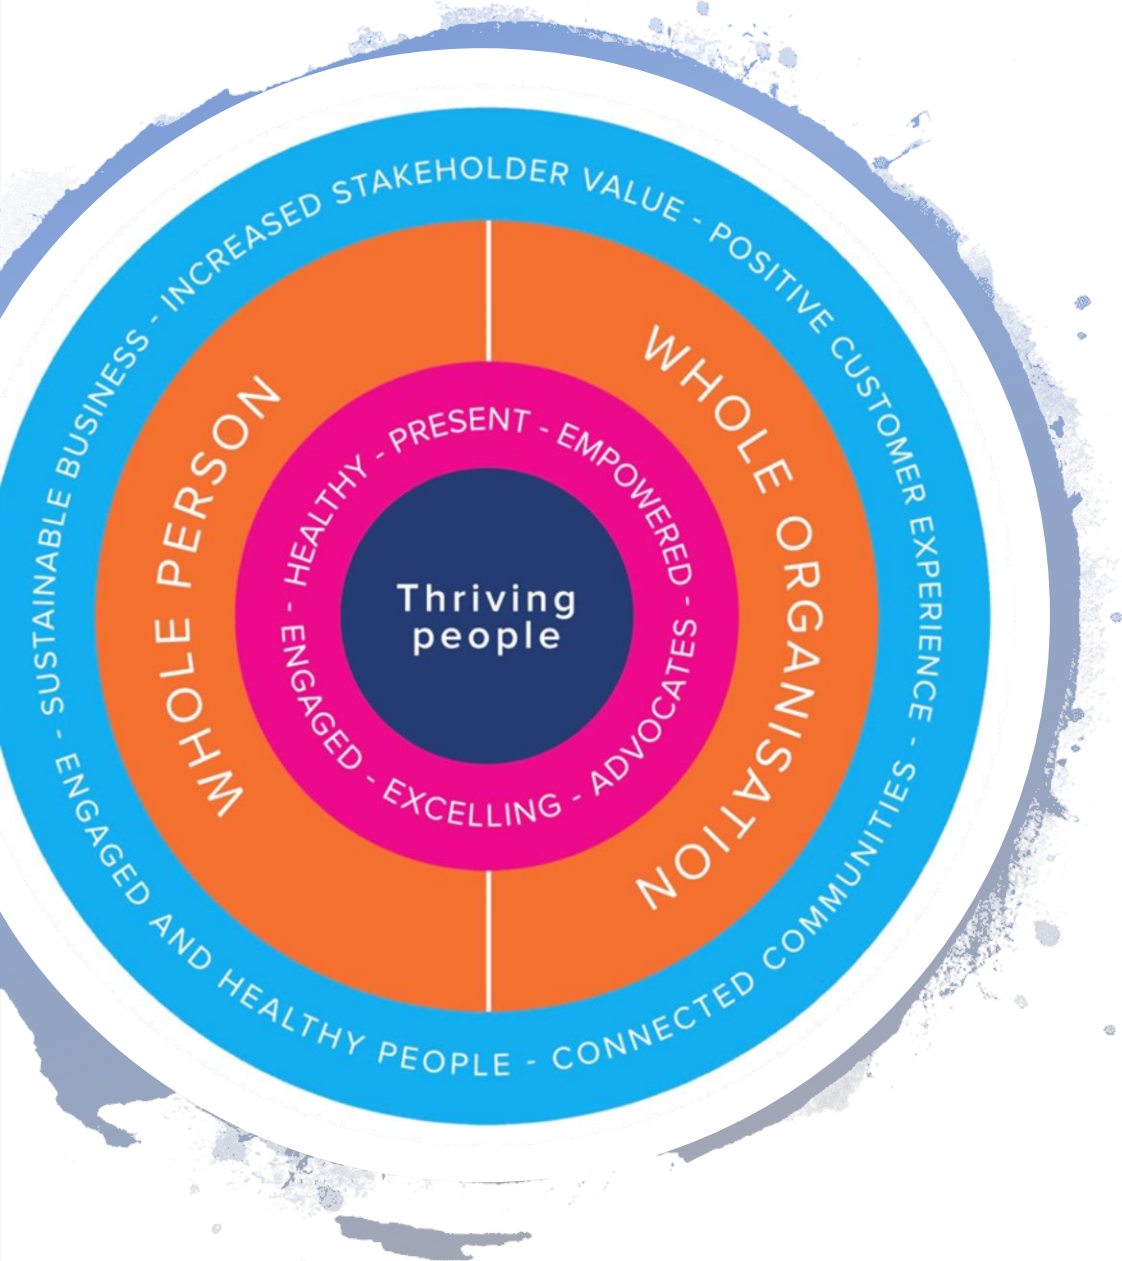 SUSTAINABLE BUSINESS - INCREASED STAKEHOLDER VALUE - POSITIVE CUSTOMER EXPERIENCE - CONNECTED COMMUNITIES - ENGAGED AND HEALTHY PEOPLE -
WHOLE PERSON
WHOLE ORGANISATION
HEALTHY - PRESENT - EMPOWERED - ADVOCATES - EXCELLING - ENGAGED -
Thriving
people